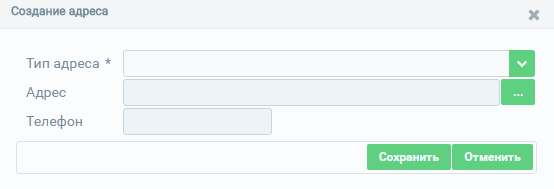 Создание адреса
Тип адреса *
Адрес
...
Телефон
Сохранить Отменить